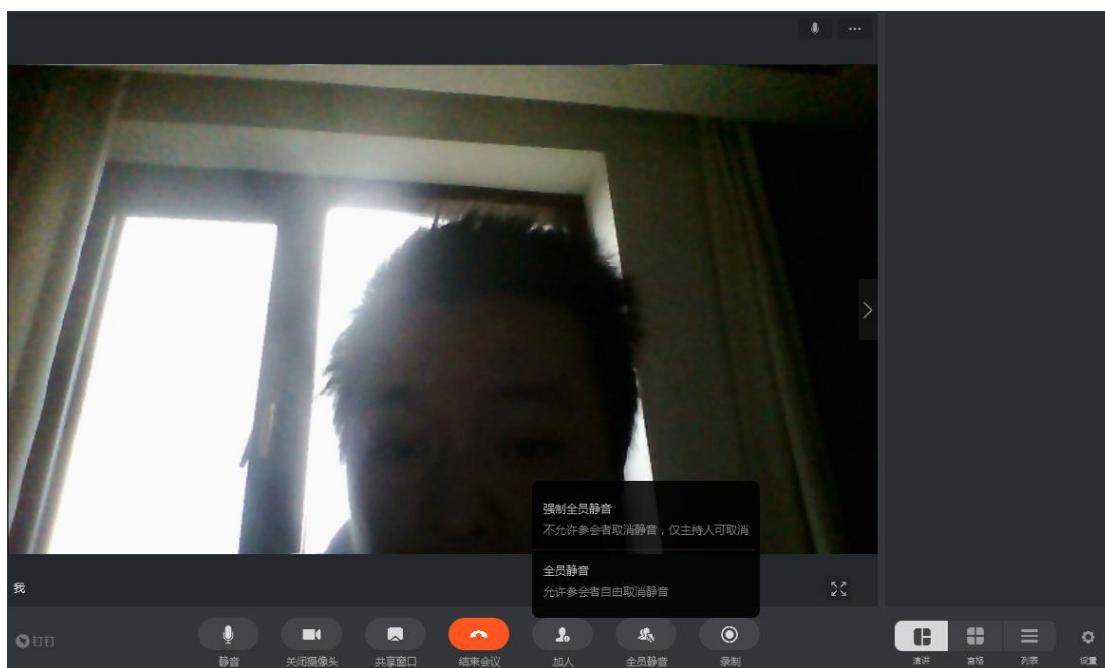 强制全员静音
不允许参会者取消静音，仅主持人可取消
全员静音
允许参会者自由取消静音
我
钉钉
静音
关闭摄像头
共享窗口
结束会议
加人
全员静音
录制
演讲
宫格
列表
设置